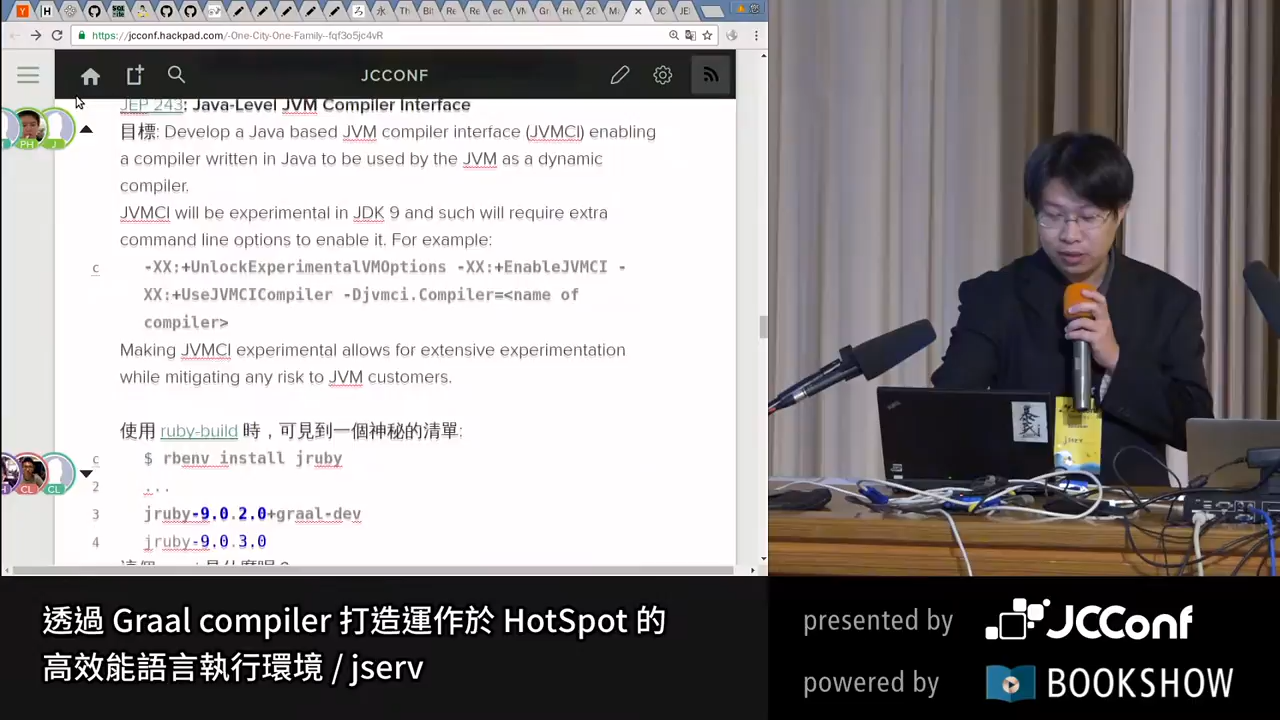 https://jcconf.hackpad.com/-One-City-One-Family--fqf3o5jc4vR
JCCONF
JEP 243: Java-Level JVM Compiler Interface
目標: Develop a Java based JVM compiler interface (JVMCI) enabling
a compiler written in Java to be used by the JVM as a dynamic
compiler.
JVMCI will be experimental in JDK 9 and such will require extra
command line options to enable it. For example:
c -XX:+UnlockExperimentalVMOptions -XX:+EnableJVMCI -
XX:+UseJVMCICompiler -Djvmci.Compiler=<name of
compiler>
Making JVMCI experimental allows for extensive experimentation
while mitigating any risk to JVM customers.
使用 ruby-build 時，可見到一個神秘的清單:
c $ rbenv install jruby
2 ...
3 jruby-9.0.2.0+graal-dev
4 jruby-9.0.3.0
PH
J
CL
CL
透過 Graal compiler 打造運作於 HotSpot 的
高效能語言執行環境 / jserv
presented by JCConf
powered by BOOKSHOW